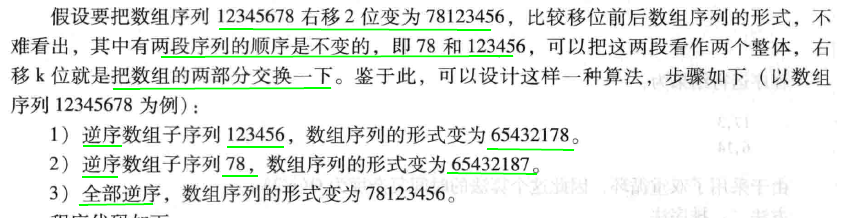 假设要把数组序列 12345678 右移 2 位变为 78123456，比较移位前后数组序列的形式，不
难看出，其中有两段序列的顺序是不变的，即 78 和 123456，可以把这两段看作两个整体，右
移 k 位就是把数组的两部分交换一下。鉴于此，可以设计这样一种算法，步骤如下（以数组
序列 12345678 为例）：
1）逆序数组子序列 123456，数组序列的形式变为 65432178。
2）逆序数组子序列 78，数组序列的形式变为 65432187。
3）全部逆序，数组序列的形式变为 78123456。